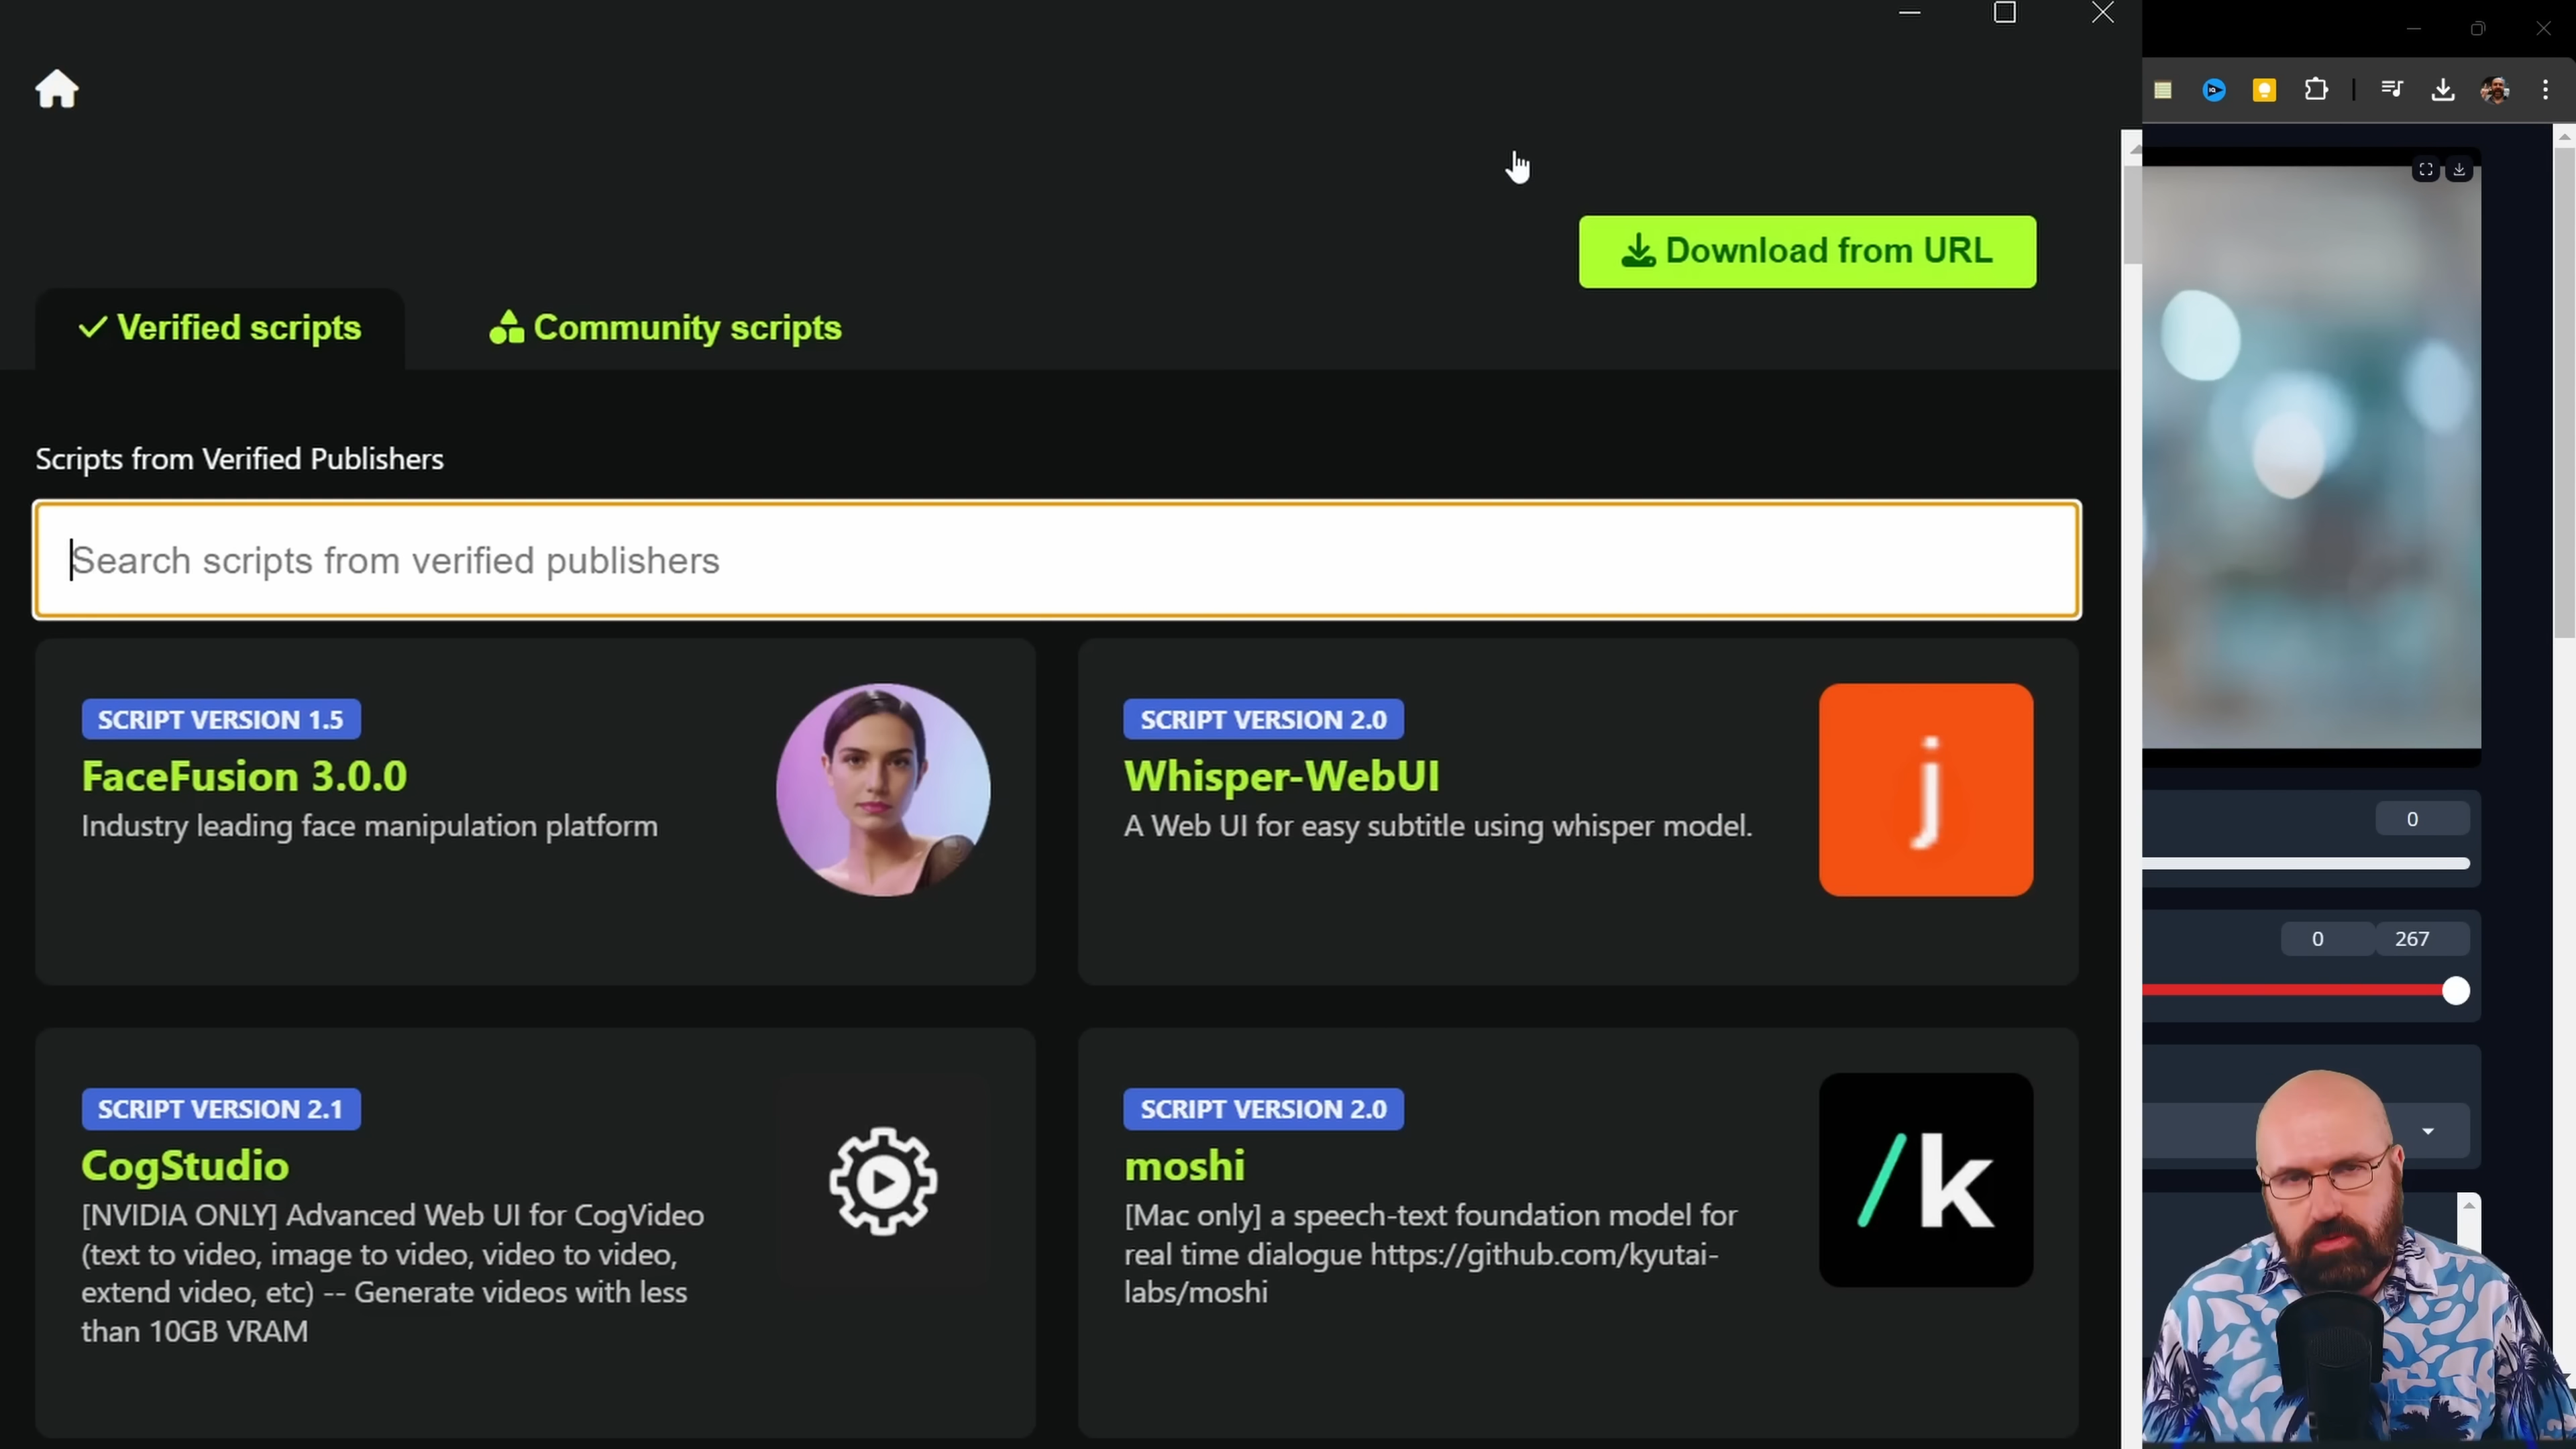 Download from URL
Verified scripts
Community scripts
Scripts from Verified Publishers
Search scripts from verified publishers
SCRIPT VERSION 1.5
FaceFusion 3.0.0
Industry leading face manipulation platform
SCRIPT VERSION 2.0
Whisper-WebUI
A Web UI for easy subtitle using whisper model.
j
SCRIPT VERSION 2.1
CogStudio
[NVIDIA ONLY] Advanced Web UI for CogVideo
(text to video, image to video, video to video,
extend video, etc) -- Generate videos with less
than 10GB VRAM
SCRIPT VERSION 2.0
moshi
[Mac only] a speech-text foundation model for
real time dialogue https://github.com/kyutai-
labs/moshi
/k
0
0 267